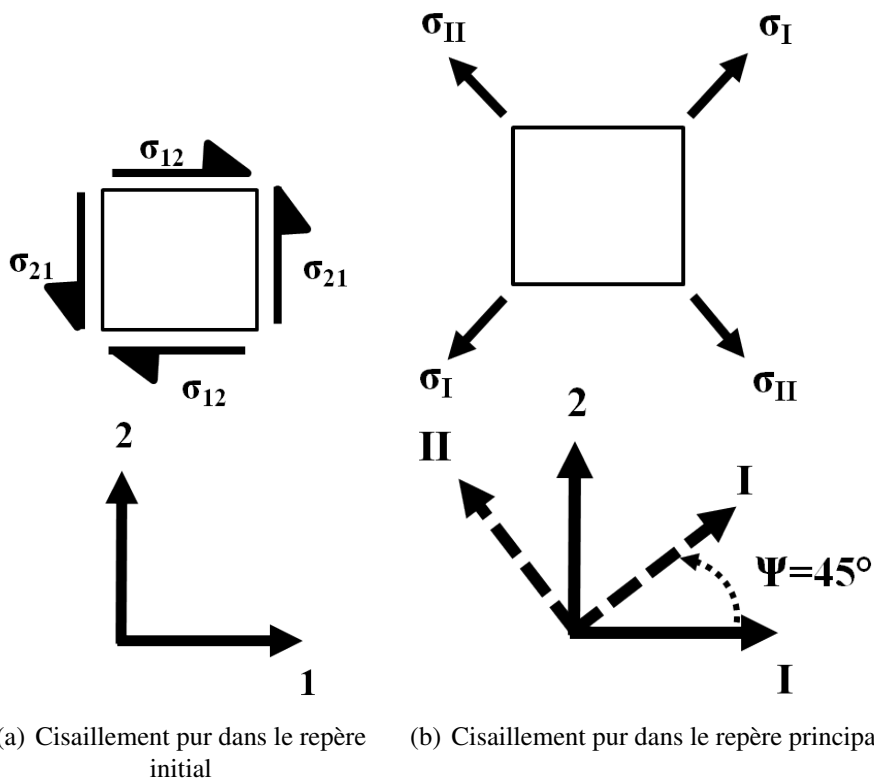 σ12
σ21
σ21
σ12
2
1
σII
σI
σI
σII
2
II
I
Ψ=45°
I
a) Cisaillement pur dans le repère
initial
(b) Cisaillement pur dans le repère principa